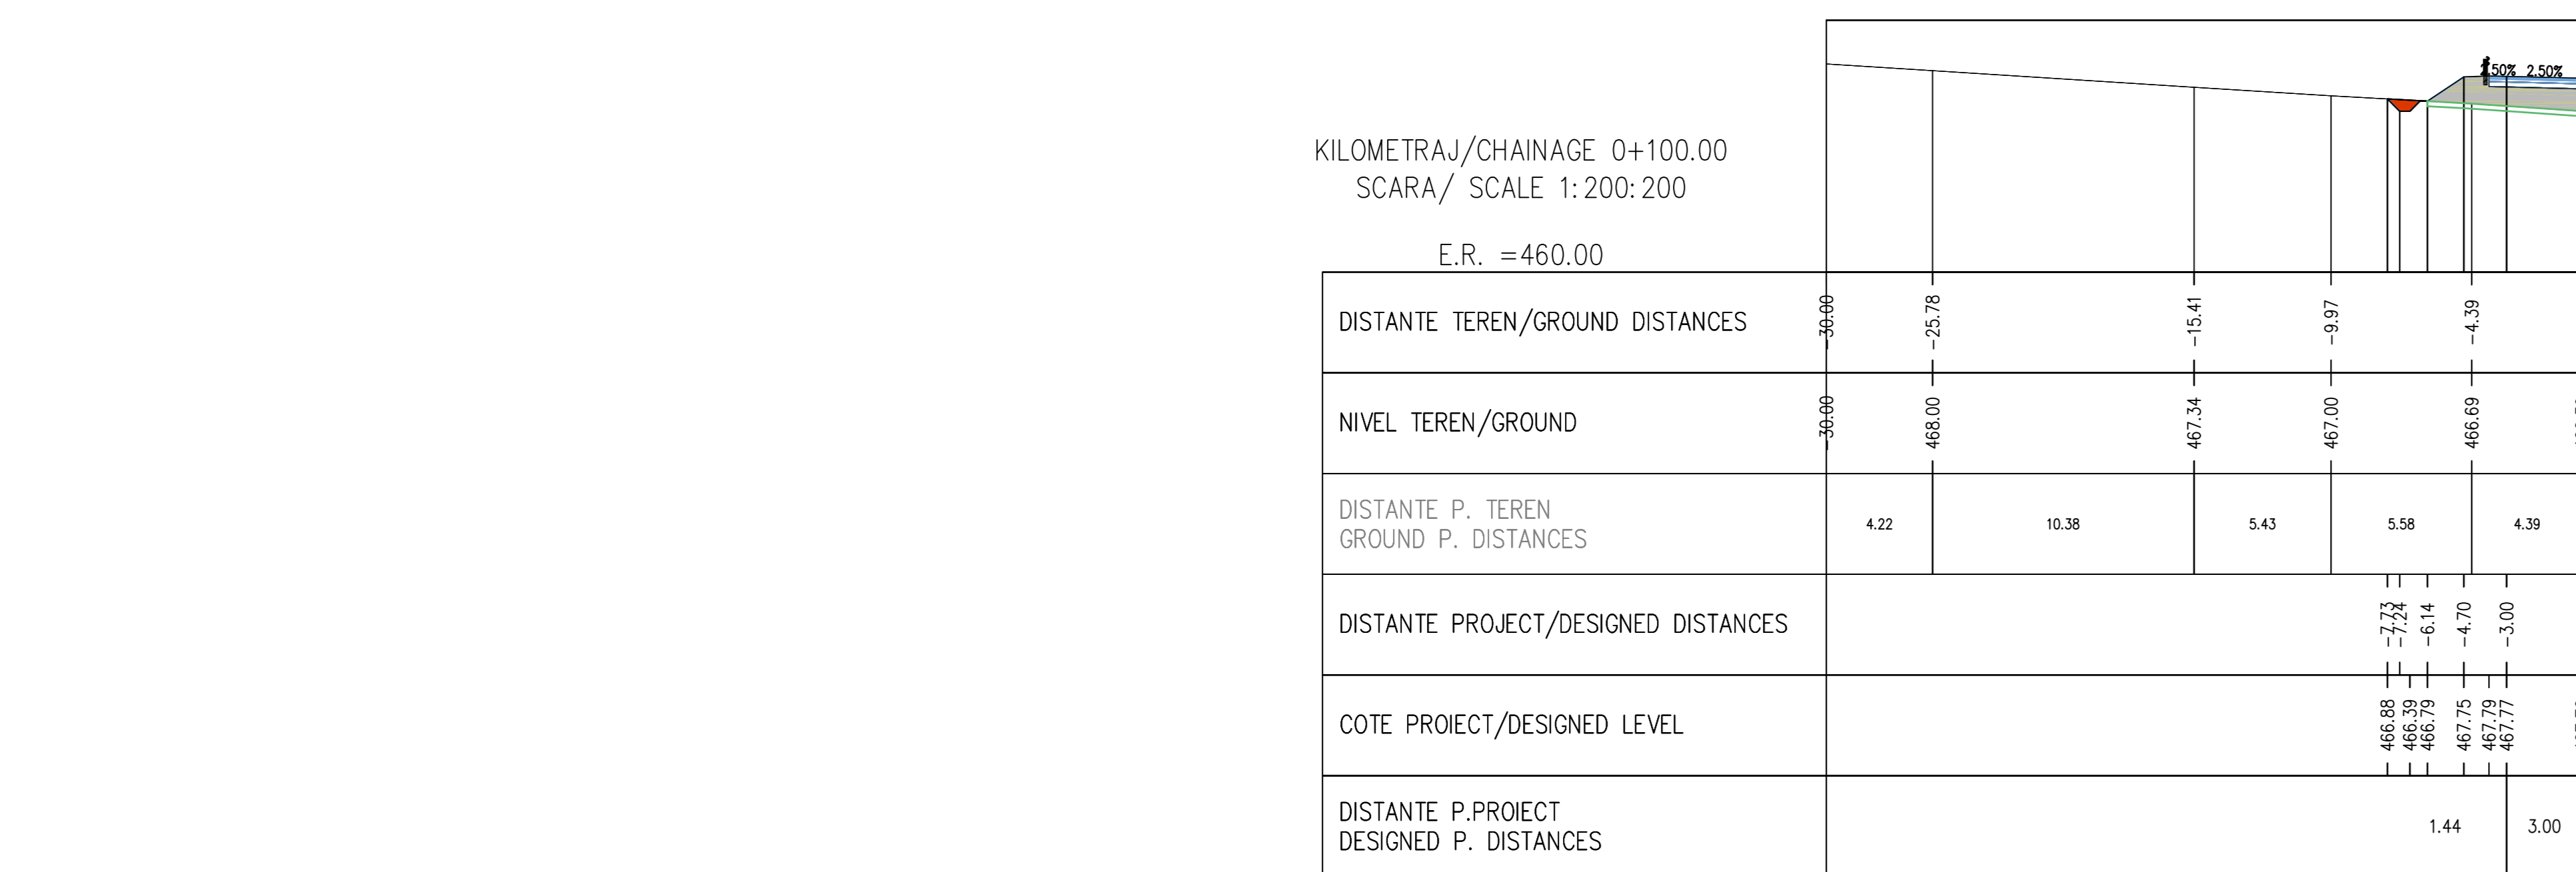 .50% 2.50%
KILOMETRAJ/CHAINAGE 0+100.00
SCARA/ SCALE 1:200:200
E.R. =460.00
DISTANTE TEREN/GROUND DISTANCES -30.00 -25.78 -15.41 -9.97 -4.39
NIVEL TEREN/GROUND -30.00 468.00 467.34 467.00 466.69
DISTANTE P. TEREN
GROUND P. DISTANCES
4.22 10.38 5.43 5.58 4.39
DISTANTE PROJECT/DESIGNED DISTANCES -7.73 -7.24 -6.14 -4.70 -3.00
COTE PROIECT/DESIGNED LEVEL 466.88 466.39 466.79 467.75 467.79 467.77
DISTANTE P.PROIECT
DESIGNED P. DISTANCES
1.44 3.00